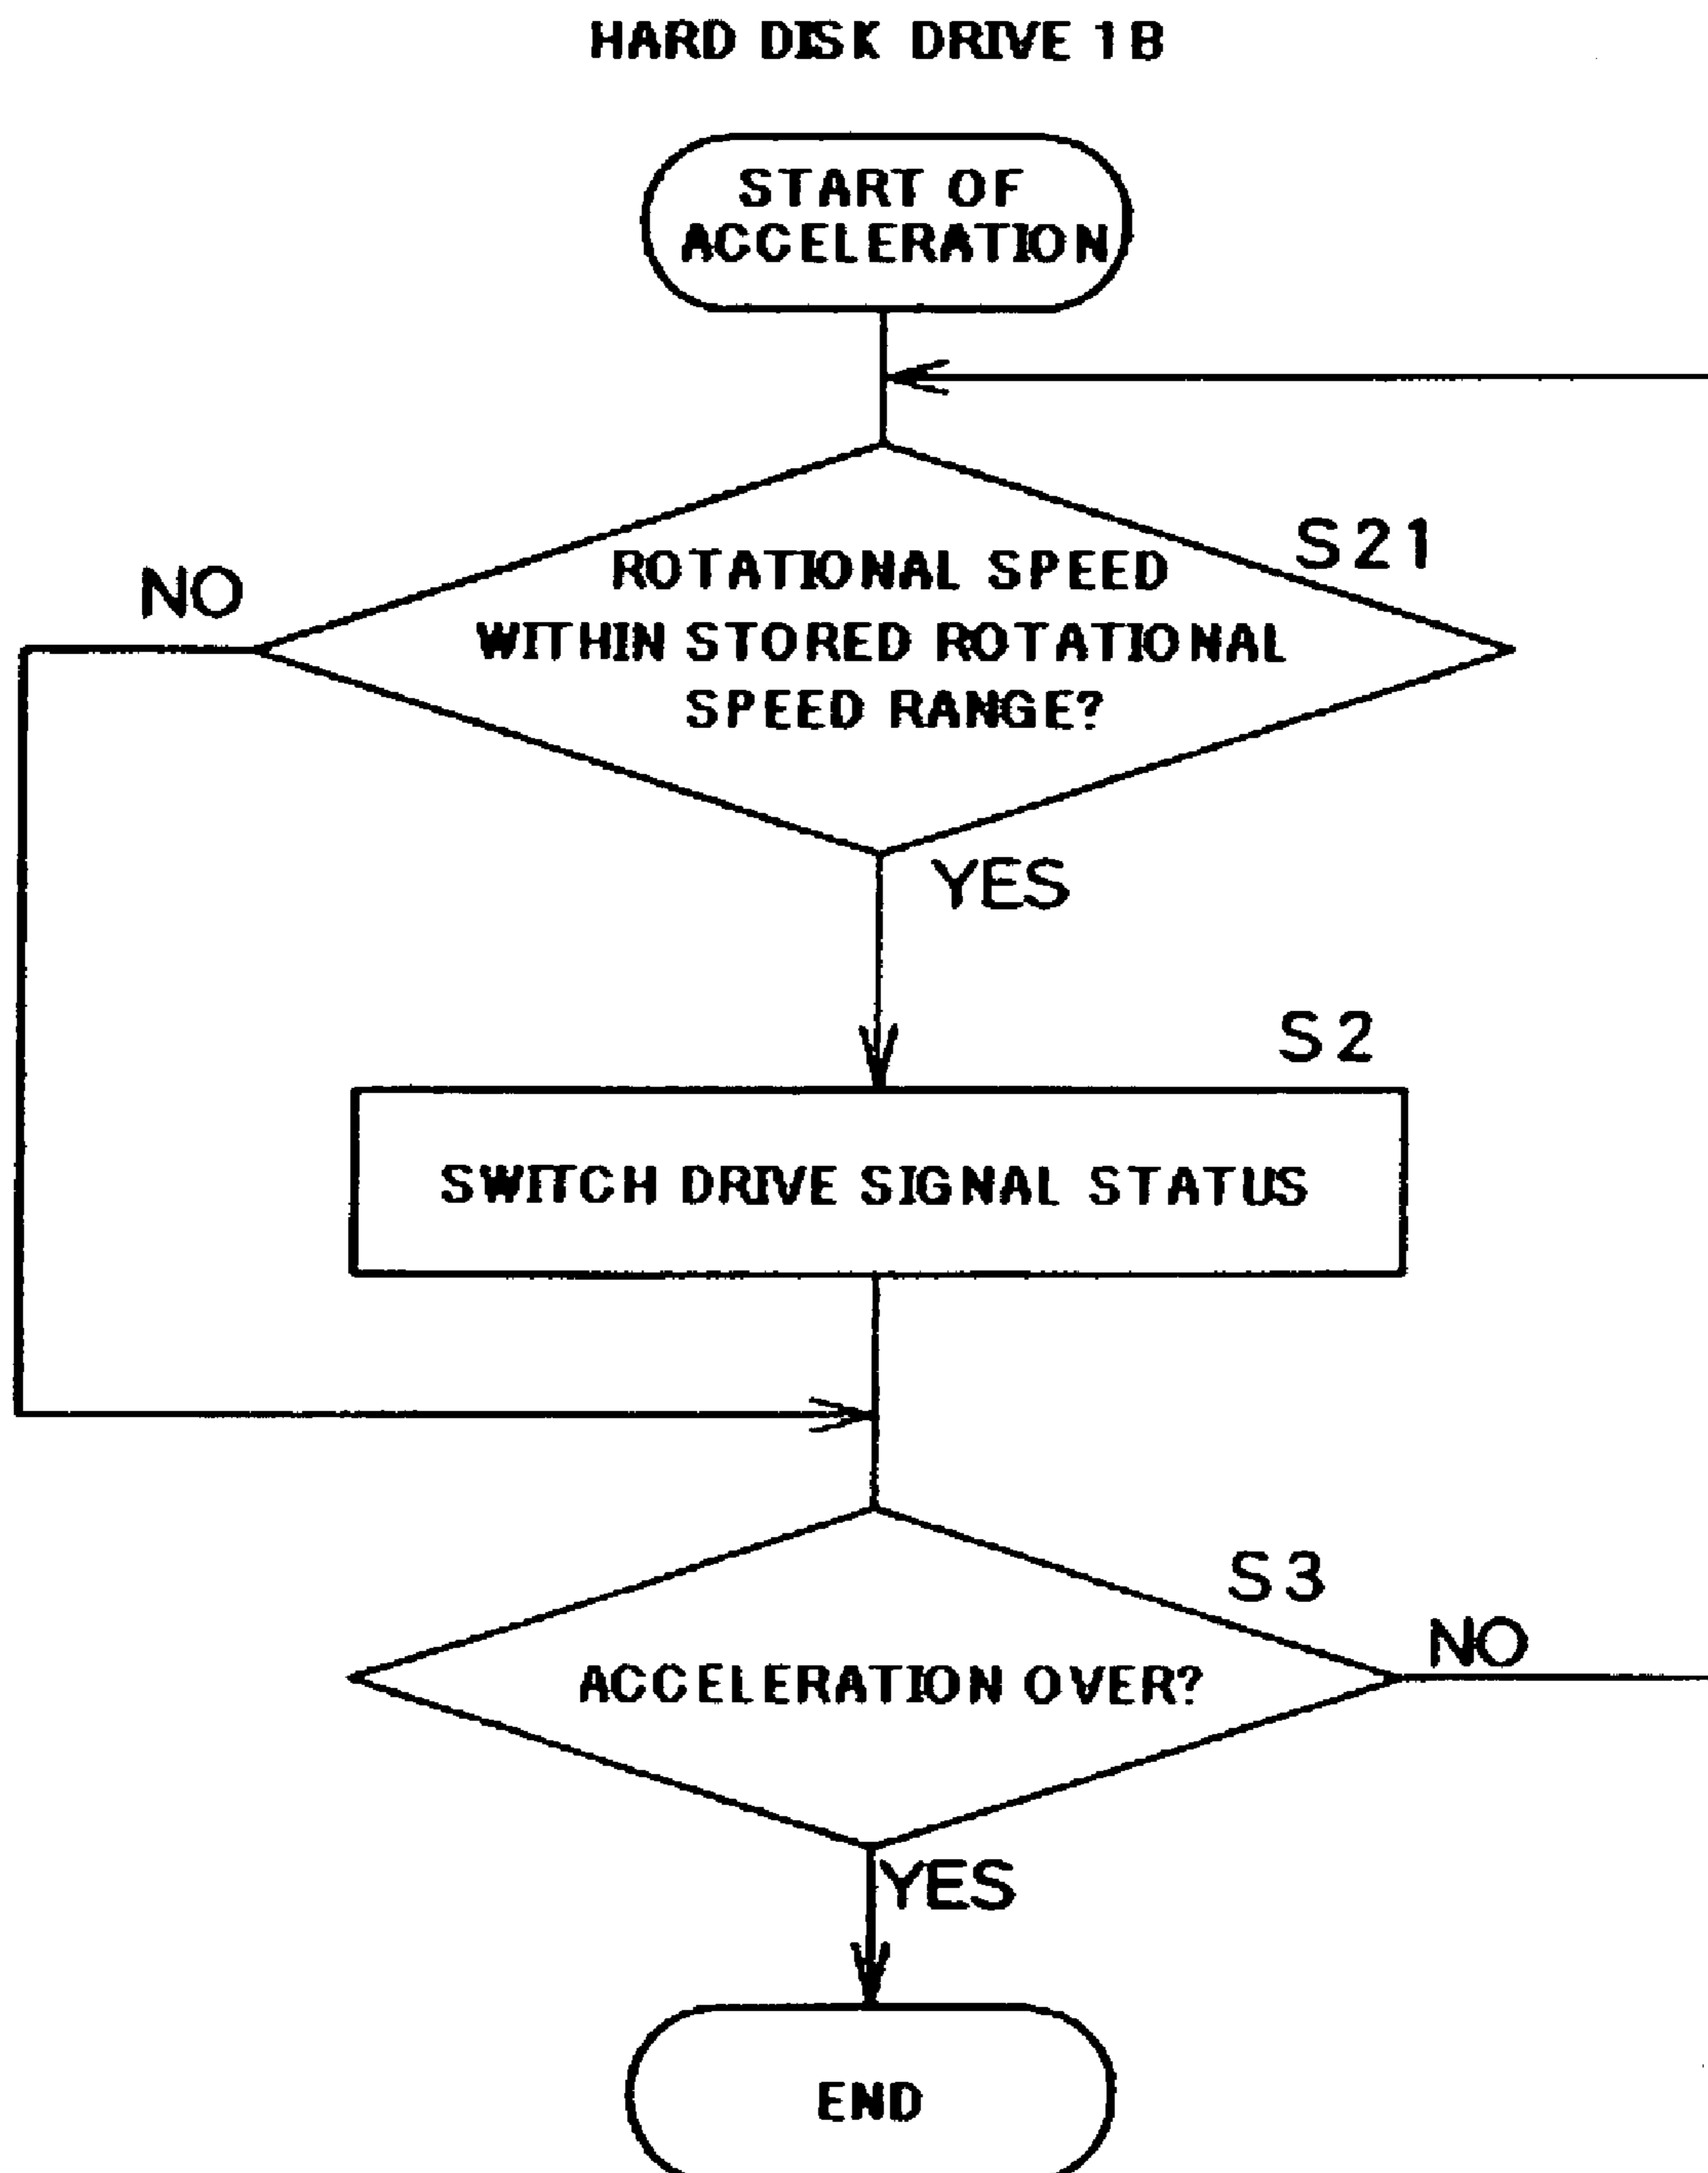 HARD DISK DRIVE 1B
START OF
ACCELERATION
S21
ROTATIONAL SPEED
WITHIN STORED ROTATIONAL
SPEED RANGE?
NO
YES
S2
SWITCH DRIVE SIGNAL STATUS
S3
ACCELERATION OVER?
NO
YES
END